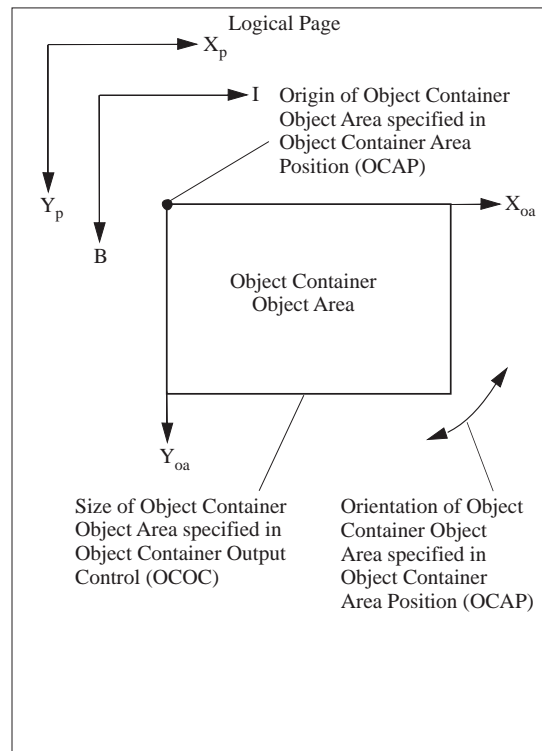 Logical Page
Xp
I
Origin of Object Container
Object Area specified in
Object Container Area
Position (OCAP)
Yp
B
Xoa
Object Container
Object Area
Yoa
Size of Object Container
Object Area specified in
Object Container Output
Control (OCOC)
Orientation of Object
Container Object
Area specified in
Object Container
Area Position (OCAP)